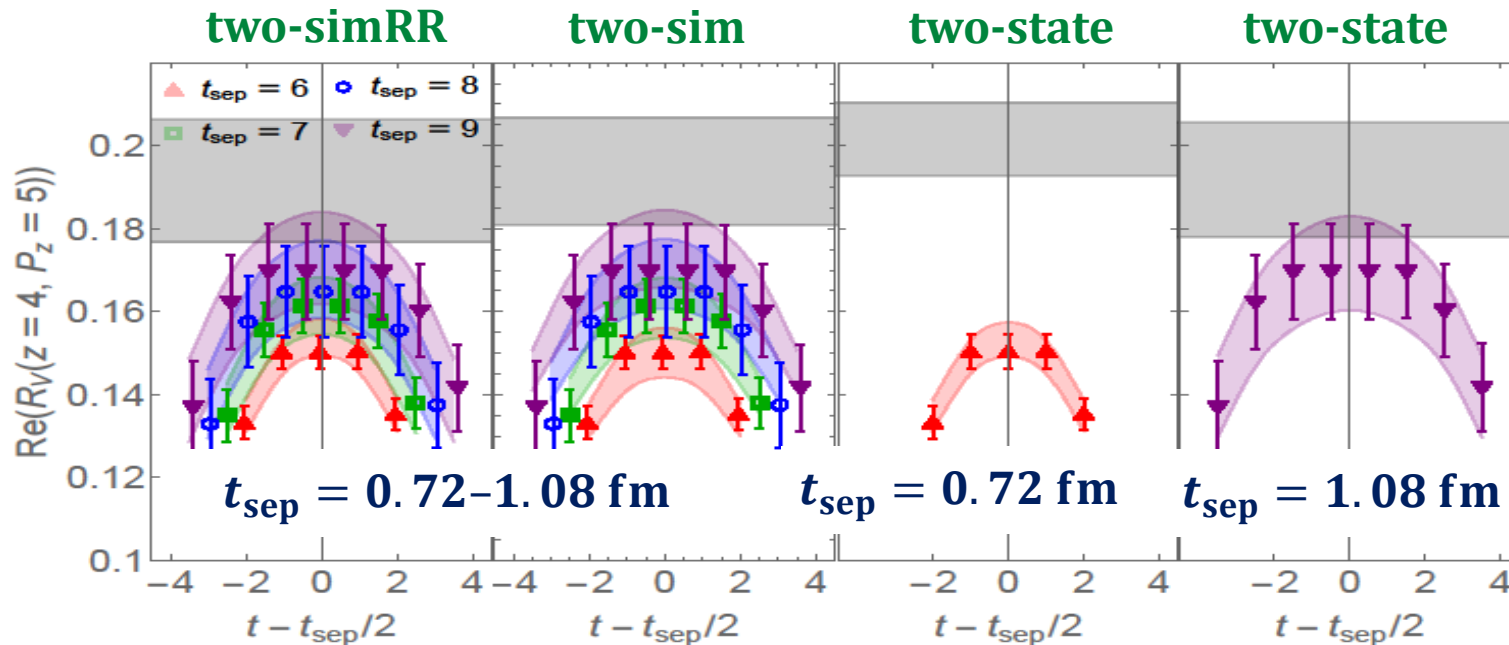 two-simRR two-sim two-state two-state
t_sep = 6 t_sep = 8
t_sep = 7 t_sep = 9
Re(R_V(z = 4, P_z = 5))
0.2
0.18
0.16
0.14
0.12
0.1
t_sep = 0.72–1.08 fm t_sep = 0.72 fm t_sep = 1.08 fm
−4 −2 0 2 4 −4 −2 0 2 4 −4 −2 0 2 4 −4 −2 0 2 4
t − t_sep/2 t − t_sep/2 t − t_sep/2 t − t_sep/2